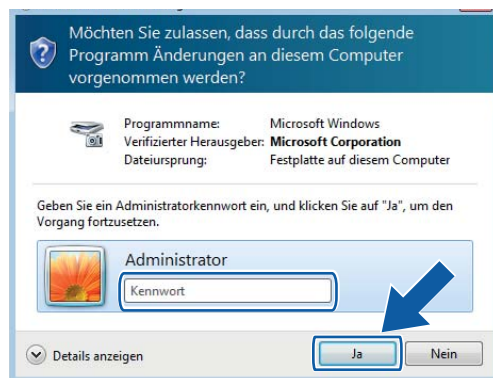 Möchten Sie zulassen, dass durch das folgende
Programm Änderungen an diesem Computer
vorgenommen werden?
Programmname: Microsoft Windows
Verifizierter Herausgeber: Microsoft Corporation
Dateiursprung: Festplatte auf diesem Computer
Geben Sie ein Administratorkennwort ein, und klicken Sie auf "Ja", um den
Vorgang fortzusetzen.
Administrator
Kennwort
Details anzeigen
Ja
Nein